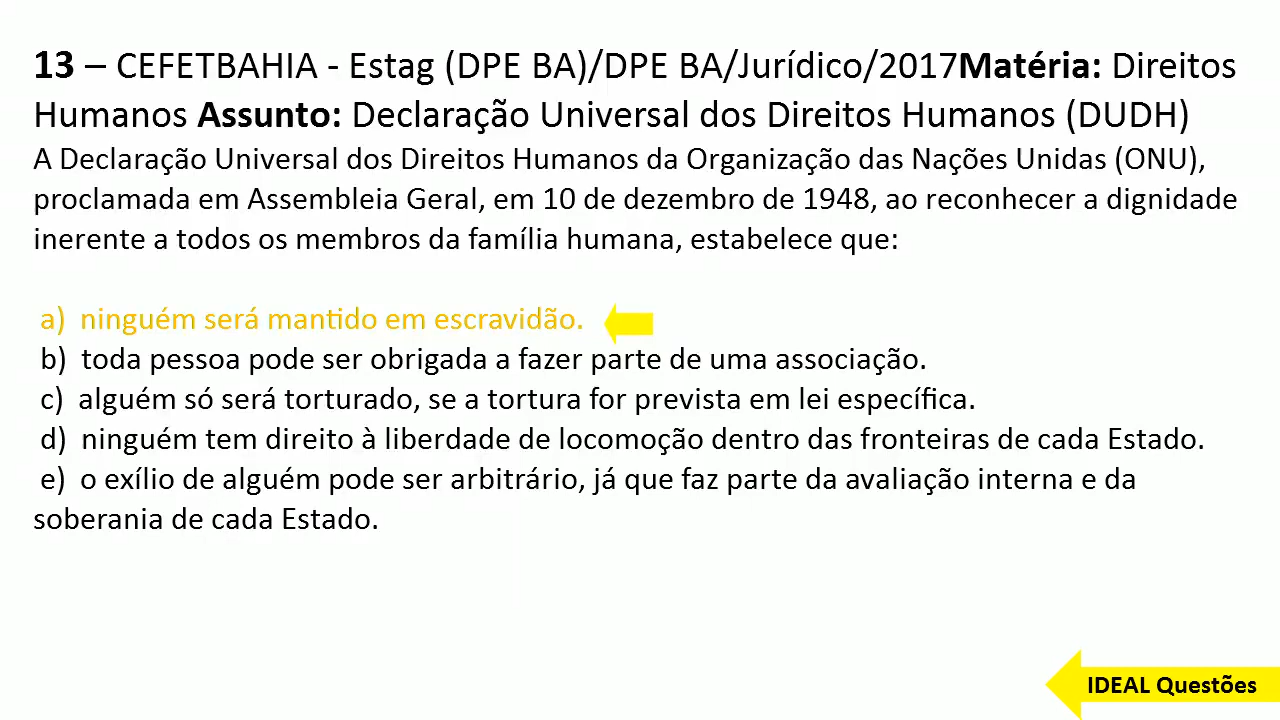 13 – CEFETBAHIA - Estag (DPE BA)/DPE BA/Jurídico/2017Matéria: Direitos
Humanos Assunto: Declaração Universal dos Direitos Humanos (DUDH)
A Declaração Universal dos Direitos Humanos da Organização das Nações Unidas (ONU),
proclamada em Assembleia Geral, em 10 de dezembro de 1948, ao reconhecer a dignidade
inerente a todos os membros da família humana, estabelece que:
a) ninguém será mantido em escravidão.
b) toda pessoa pode ser obrigada a fazer parte de uma associação.
c) alguém só será torturado, se a tortura for prevista em lei específica.
d) ninguém tem direito à liberdade de locomoção dentro das fronteiras de cada Estado.
e) o exílio de alguém pode ser arbitrário, já que faz parte da avaliação interna e da
soberania de cada Estado.
IDEAL Questões